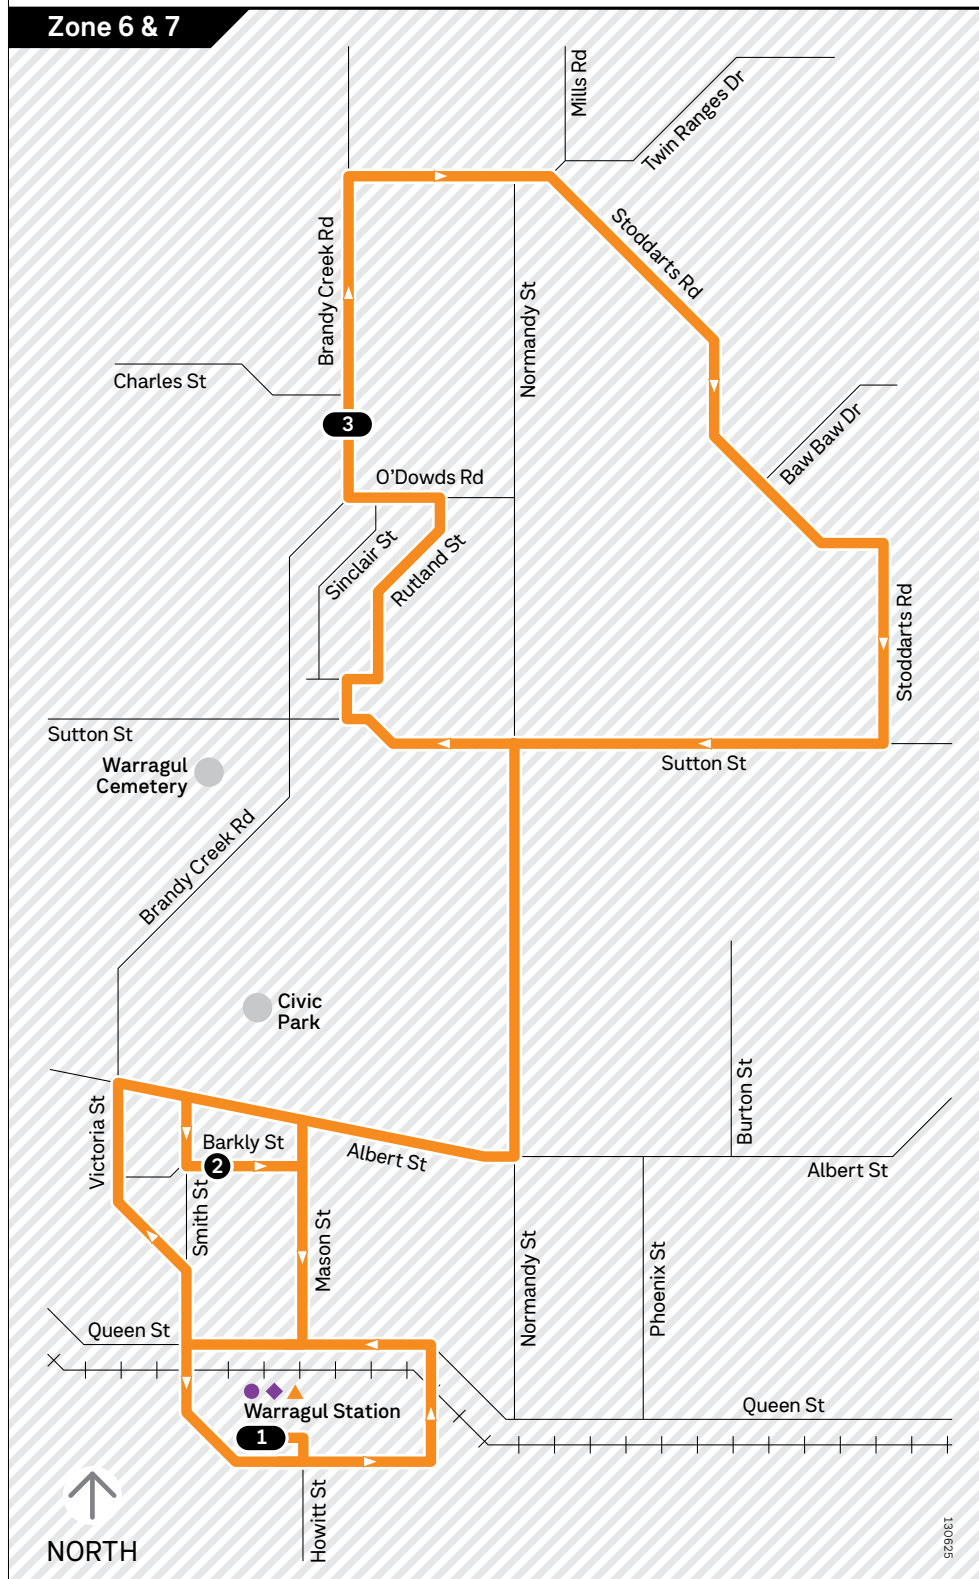 Zone 6 & 7
Mills Rd
Twin Ranges Dr
Stoddarts Rd
Brandy Creek Rd
Normandy St
Charles St
3
Baw Baw Dr
O'Dowds Rd
Sinclair St
Rutland St
Stoddarts Rd
Sutton St
Sutton St
Warragul
Cemetery
Brandy Creek Rd
Civic
Park
Burton St
Victoria St
Barkly St
2
Albert St
Albert St
Smith St
Mason St
Normandy St
Phoenix St
Queen St
Queen St
Warragul Station
1
Howitt St
NORTH
130625